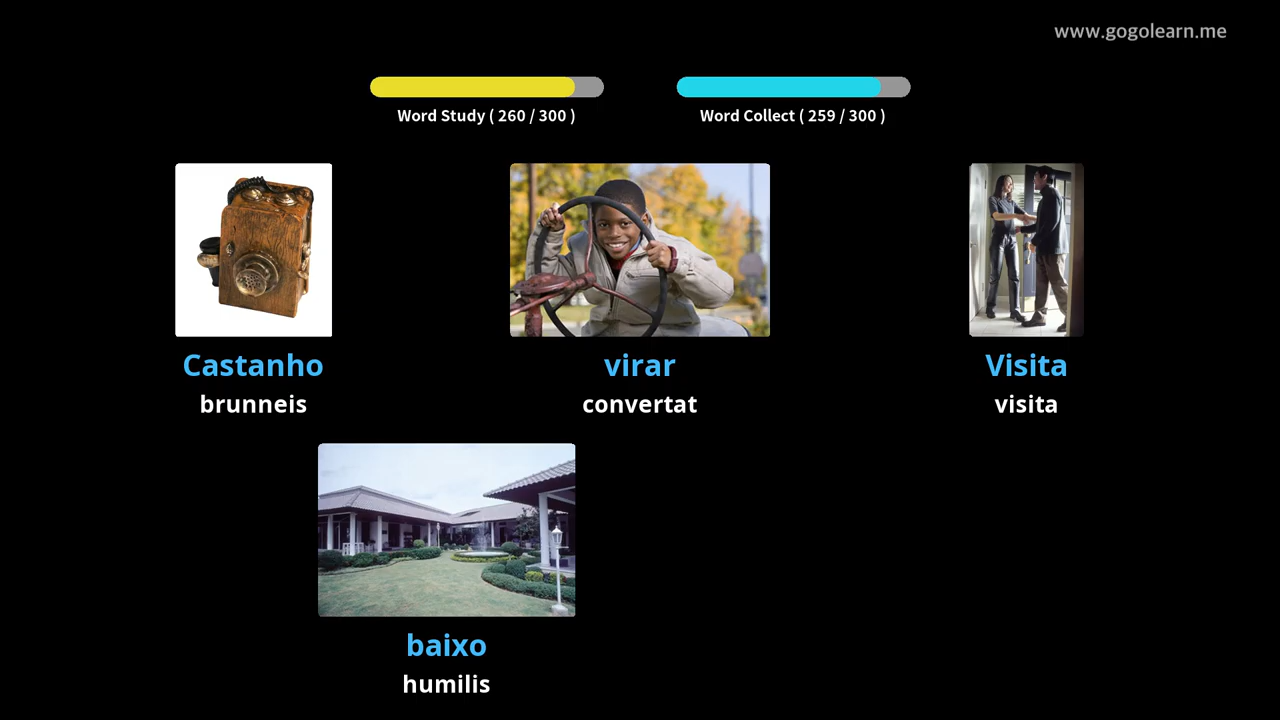 www.gogolearn.me
Word Study ( 260 / 300 )
Word Collect ( 259 / 300 )
Castanho
brunneis
virar
convertat
Visita
visita
baixo
humilis